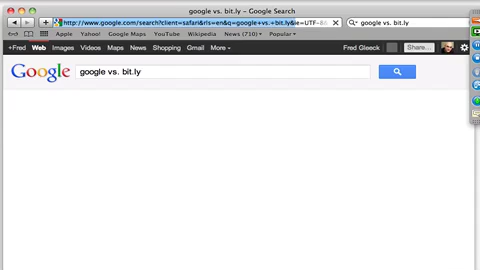 google vs. bit.ly – Google Search
http://www.google.com/search?client=safari&rls=en&q=google+vs.+bit.ly&ie=UTF-8& google vs. bit.ly
Apple Yahoo! Google Maps YouTube Wikipedia News (710) Popular
+Fred Web Images Videos Maps News Shopping Gmail More Fred Gleeck 0 Share...
Google google vs. bit.ly